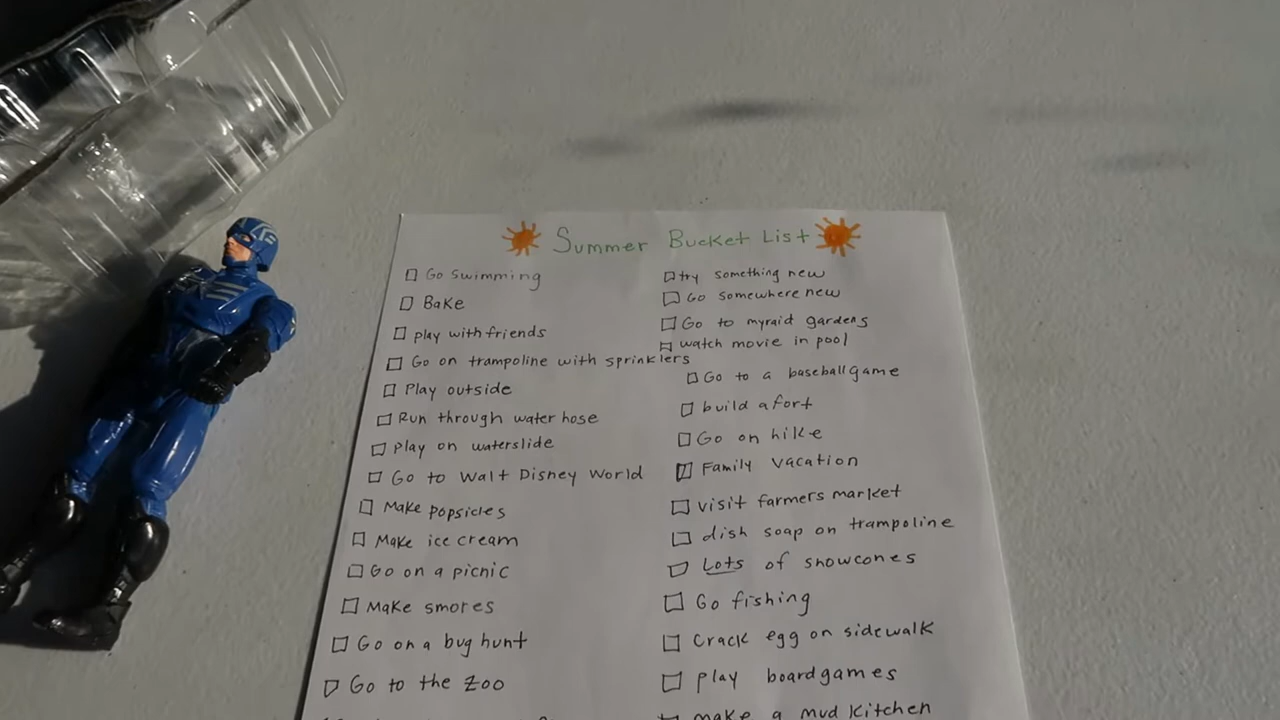 Summer Bucket List
Go swimming
Bake
play with friends
Go on trampoline with sprinklers
Play outside
Run through water hose
Play on waterslide
Go to Walt Disney World
Make popsicles
Make ice cream
Go on a picnic
Make smores
Go on a bug hunt
Go to the Zoo
try something new
Go somewhere new
Go to myraid gardens
watch movie in pool
Go to a baseball game
build a fort
Go on hike
Family vacation
visit farmers market
dish soap on trampoline
Lots of snowcones
Go fishing
Crack egg on sidewalk
play boardgames
make a mud kitchen